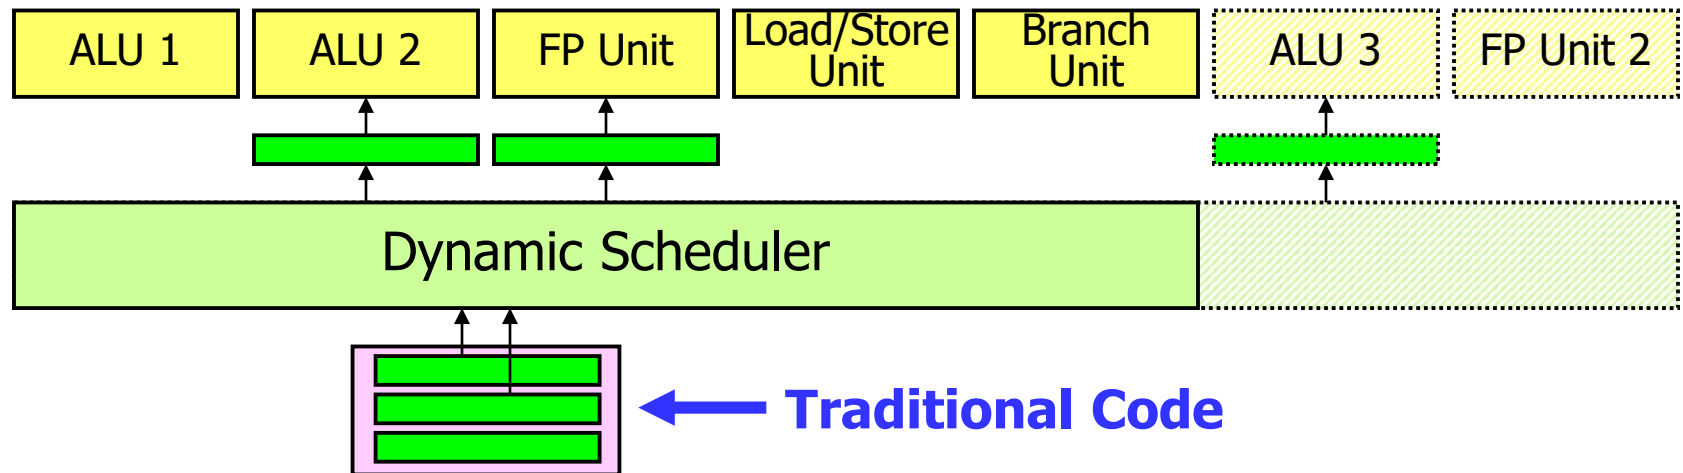 ALU 1
ALU 2
FP Unit
Load/Store
Unit
Branch
Unit
ALU 3
FP Unit 2
Dynamic Scheduler
Traditional Code